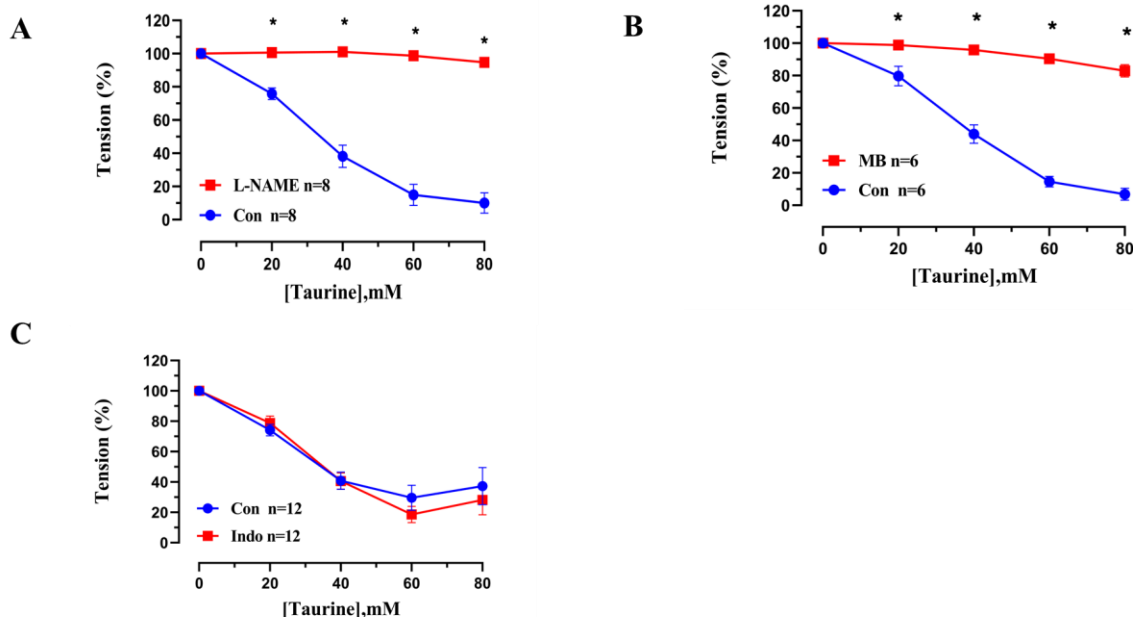 A
Tension (%)
120
100
80
60
40
20
0
* * * *
L-NAME n=8
Con n=8
0 20 40 60 80
[Taurine],mM
B
Tension (%)
120
100
80
60
40
20
0
* * * *
MB n=6
Con n=6
0 20 40 60 80
[Taurine],mM
C
Tension (%)
120
100
80
60
40
20
0
Con n=12
Indo n=12
0 20 40 60 80
[Taurine],mM